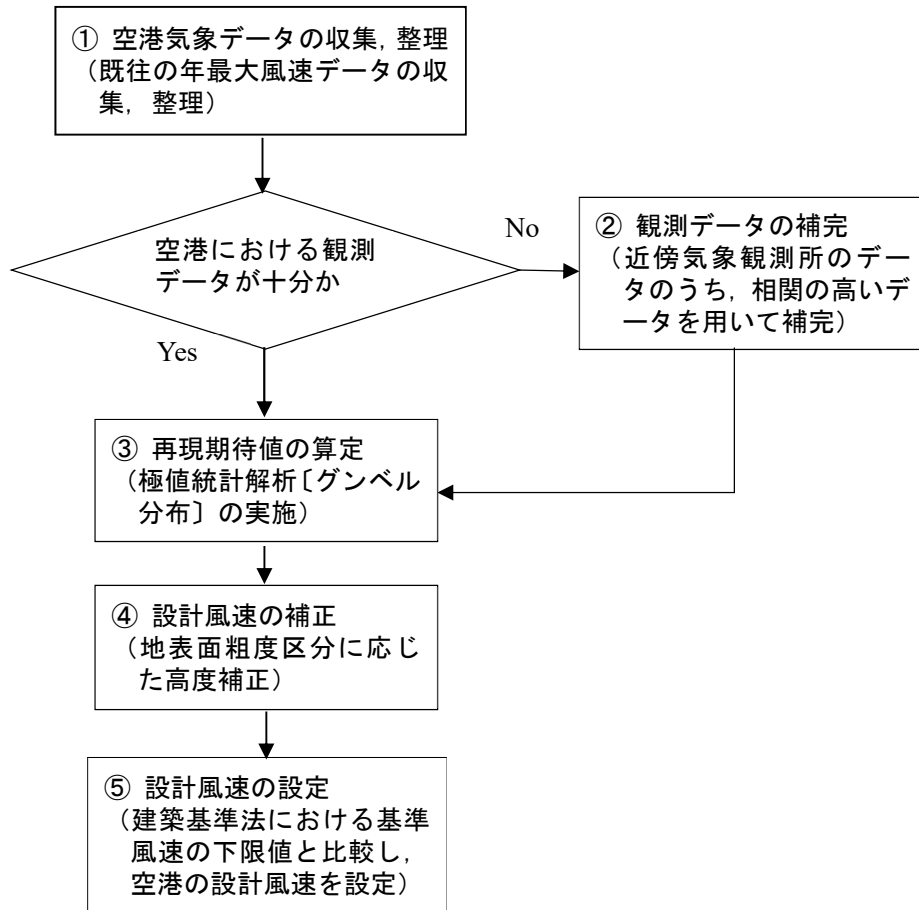 ① 空港気象データの収集，整理
（既往の年最大風速データの収
集，整理）
空港における観測
データが十分か
No
② 観測データの補完
（近傍気象観測所のデー
タのうち，相関の高いデ
ータを用いて補完）
Yes
③ 再現期待値の算定
（極値統計解析〔グンベル
分布〕の実施）
④ 設計風速の補正
（地表面粗度区分に応じ
た高度補正）
⑤ 設計風速の設定
（建築基準法における基準
風速の下限値と比較し，
空港の設計風速を設定）